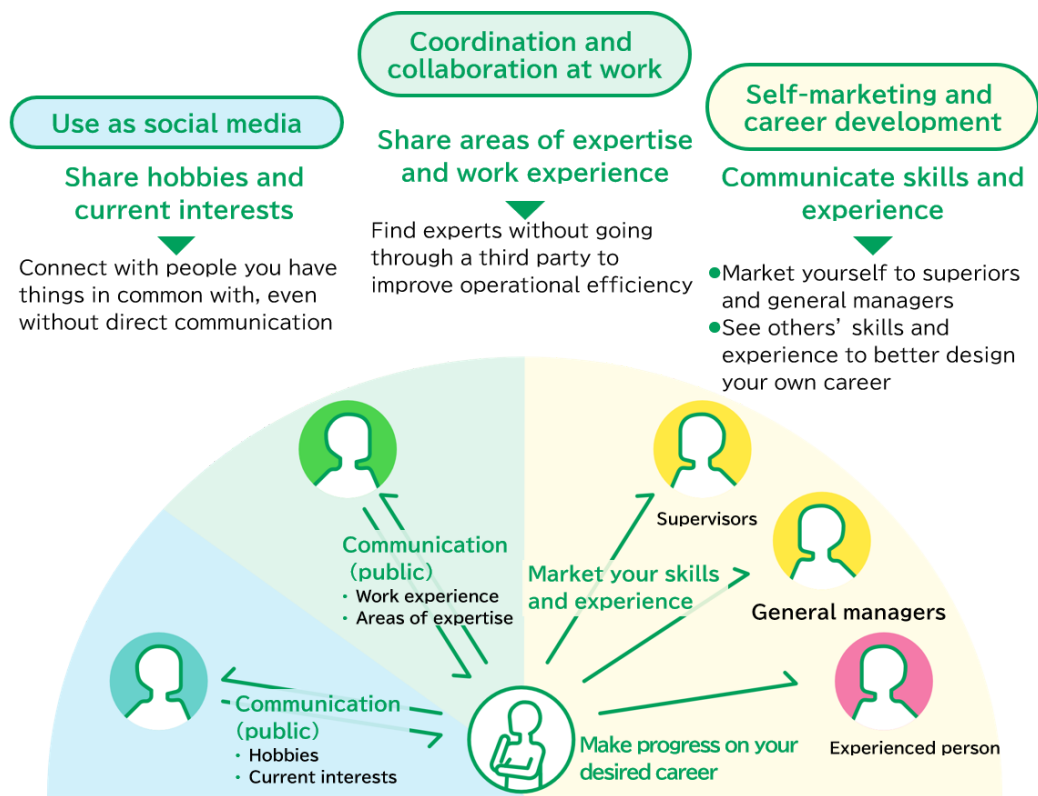 Use as social media
Share hobbies and
current interests
Connect with people you have
things in common with, even
without direct communication
Coordination and
collaboration at work
Share areas of expertise
and work experience
Find experts without going
through a third party to
improve operational efficiency
Self-marketing and
career development
Communicate skills and
experience
●Market yourself to superiors
and general managers
●See others’ skills and
experience to better design
your own career
Communication
(public)
・Hobbies
・Current interests
Communication
(public)
・Work experience
・Areas of expertise
Supervisors
Market your skills
and experience
General managers
Make progress on your
desired career
Experienced person